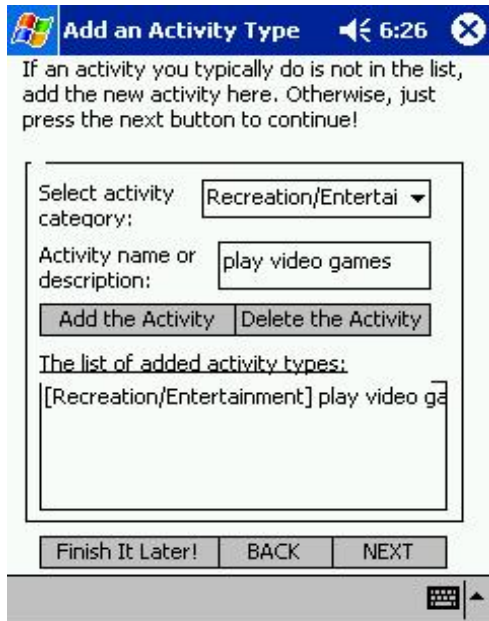 Add an Activity Type 6:26
If an activity you typically do is not in the list,
add the new activity here. Otherwise, just
press the next button to continue!
Select activity
category:
Recreation/Entertai
Activity name or
description:
play video games
Add the Activity
Delete the Activity
The list of added activity types:
[Recreation/Entertainment] play video ga
Finish It Later!
BACK
NEXT